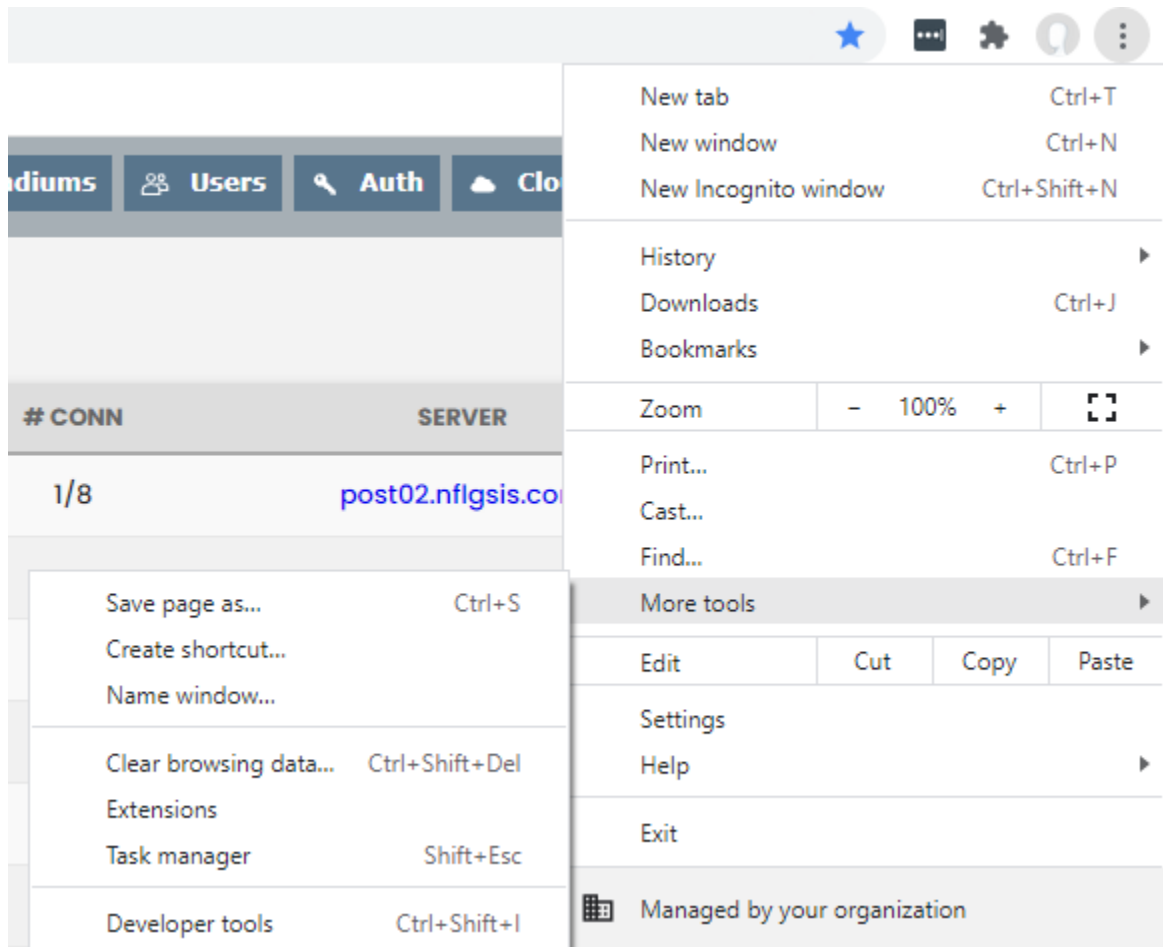 New tab Ctrl+T
New window Ctrl+N
New Incognito window Ctrl+Shift+N
History
Downloads Ctrl+J
Bookmarks
Zoom - 100% +
Print... Ctrl+P
Cast...
Find... Ctrl+F
More tools
Edit Cut Copy Paste
Settings
Help
Exit
Managed by your organization
diums Users Auth Clo
# CONN SERVER
1/8 post02.nflgsis.co
Save page as... Ctrl+S
Create shortcut...
Name window...
Clear browsing data... Ctrl+Shift+Del
Extensions
Task manager Shift+Esc
Developer tools Ctrl+Shift+I